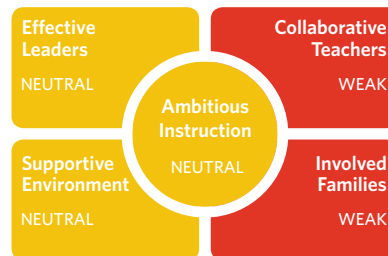 Effective
Leaders
NEUTRAL
Collaborative
Teachers
WEAK
Ambitious
Instruction
NEUTRAL
Supportive
Environment
NEUTRAL
Involved
Families
WEAK